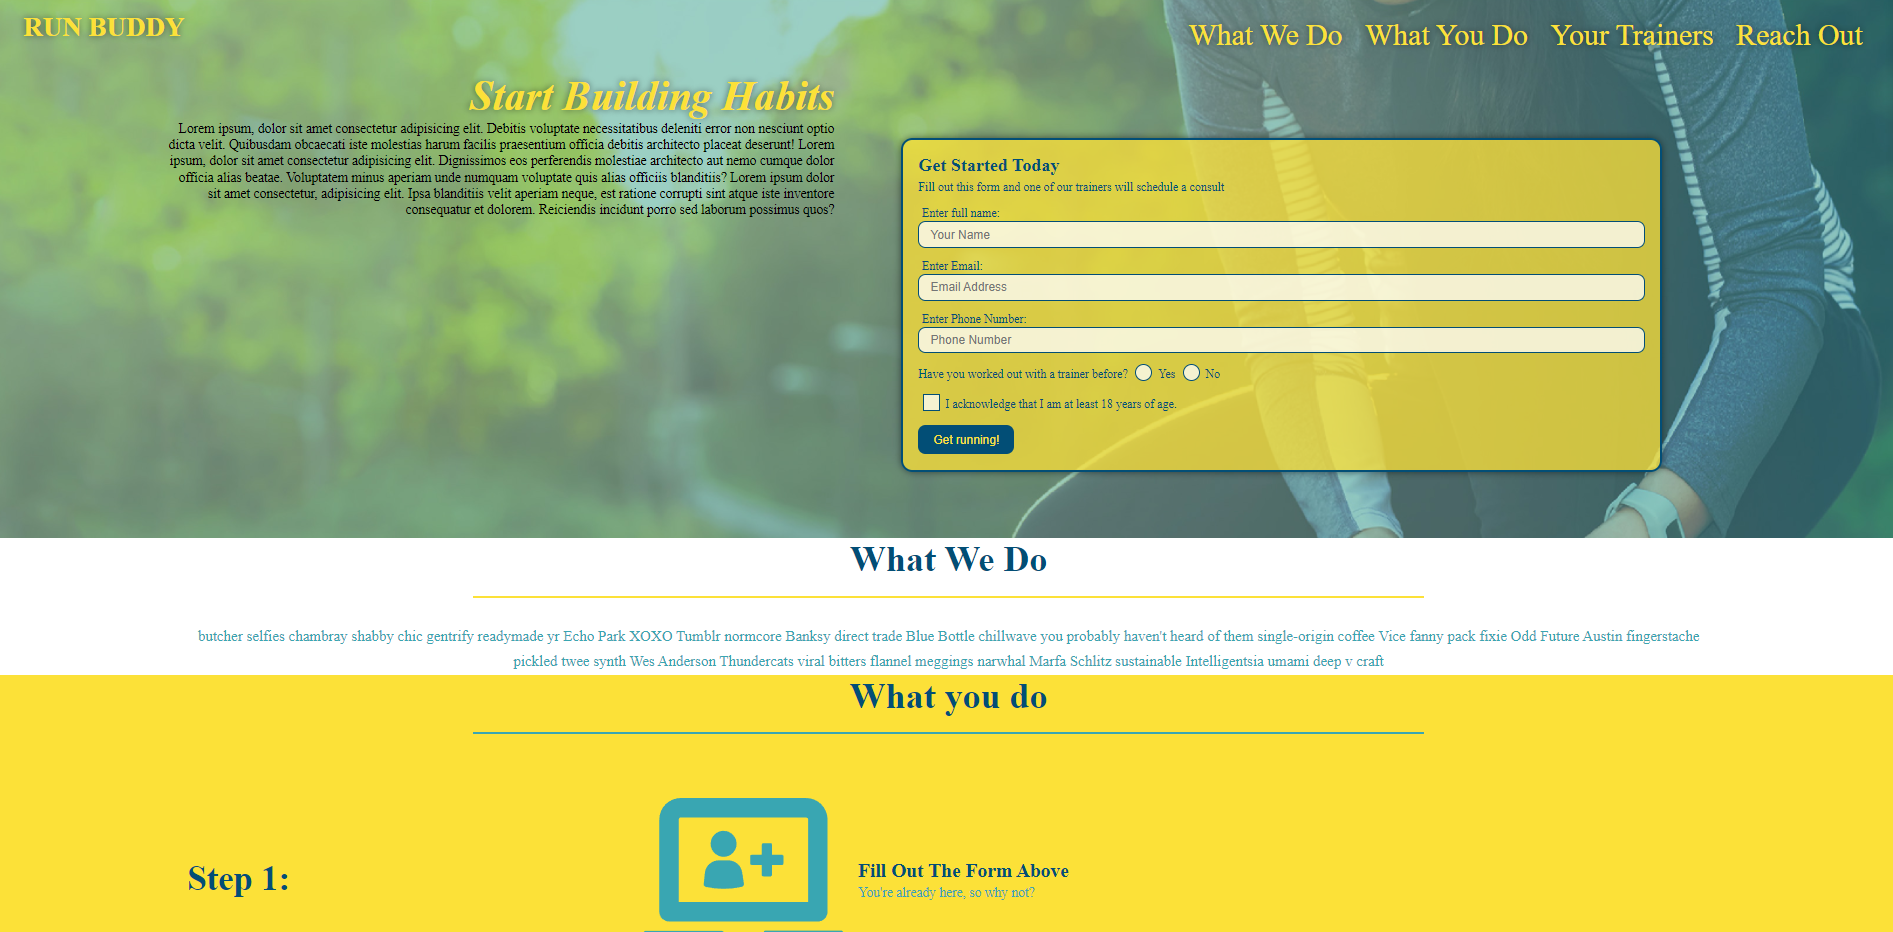 RUN BUDDY
What We Do What You Do Your Trainers Reach Out
Start Building Habits
Lorem ipsum, dolor sit amet consectetur adipisicing elit. Debitis voluptate necessitatibus deleniti error non nesciunt optio
dicta velit. Quibusdam obcaecati iste molestias harum facilis praesentium officia debitis architecto placeat deserunt! Lorem
ipsum, dolor sit amet consectetur adipisicing elit. Dignissimos eos perferendis molestiae architecto aut nemo cumque dolor
officia alias beatae. Voluptatem minus aperiam unde numquam voluptate quis alias officiis blanditiis? Lorem ipsum dolor
sit amet consectetur, adipisicing elit. Ipsa blanditiis velit aperiam neque, est ratione corrupti sint atque iste inventore
consequatur et dolorem. Reiciendis incidunt porro sed laborum possimus quos?
Get Started Today
Fill out this form and one of our trainers will schedule a consult
Enter full name:
Your Name
Enter Email:
Email Address
Enter Phone Number:
Phone Number
Have you worked out with a trainer before? Yes No
I acknowledge that I am at least 18 years of age.
Get running!
What We Do
butcher selfies chambray shabby chic gentrify readymade yr Echo Park XOXO Tumblr normcore Banksy direct trade Blue Bottle chillwave you probably haven't heard of them single-origin coffee Vice fanny pack fixie Odd Future Austin fingerstache
pickled twee synth Wes Anderson Thundercats viral bitters flannel meggings narwhal Marfa Schlitz sustainable Intelligentsia umami deep v craft
What you do
Step 1:
Fill Out The Form Above
You're already here, so why not?